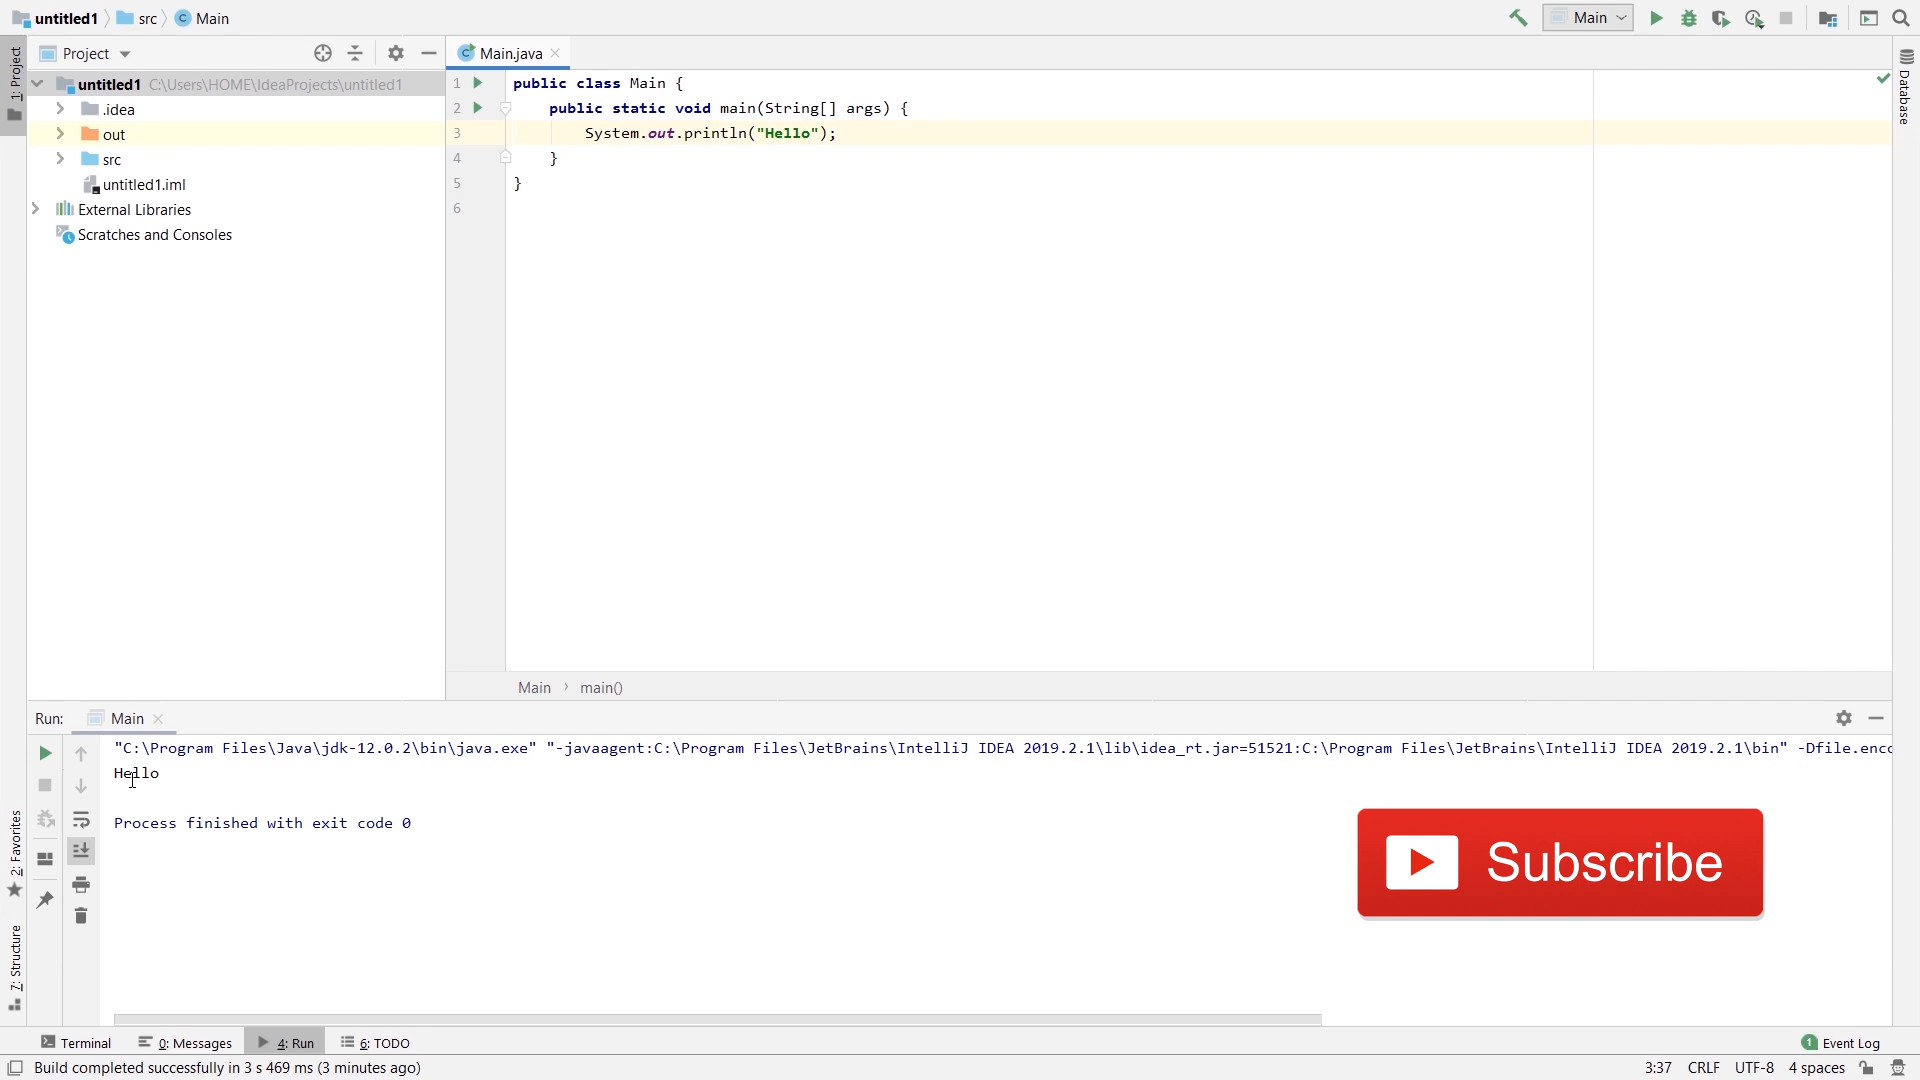 untitled1 src Main
Main
1: Project
Project
Main.java
Database
untitled1 C:\Users\HOME\IdeaProjects\untitled1
.idea
out
src
untitled1.iml
External Libraries
Scratches and Consoles
1 public class Main {
2 public static void main(String[] args) {
3 System.out.println("Hello");
4 }
5 }
6
Main › main()
Run: Main
"C:\Program Files\Java\jdk-12.0.2\bin\java.exe" "-javaagent:C:\Program Files\JetBrains\IntelliJ IDEA 2019.2.1\lib\idea_rt.jar=51521:C:\Program Files\JetBrains\IntelliJ IDEA 2019.2.1\bin" -Dfile.enco
Hello
Process finished with exit code 0
Subscribe
2: Favorites
7: Structure
Terminal 0: Messages 4: Run 6: TODO
1 Event Log
Build completed successfully in 3 s 469 ms (3 minutes ago)
3:37 CRLF UTF-8 4 spaces